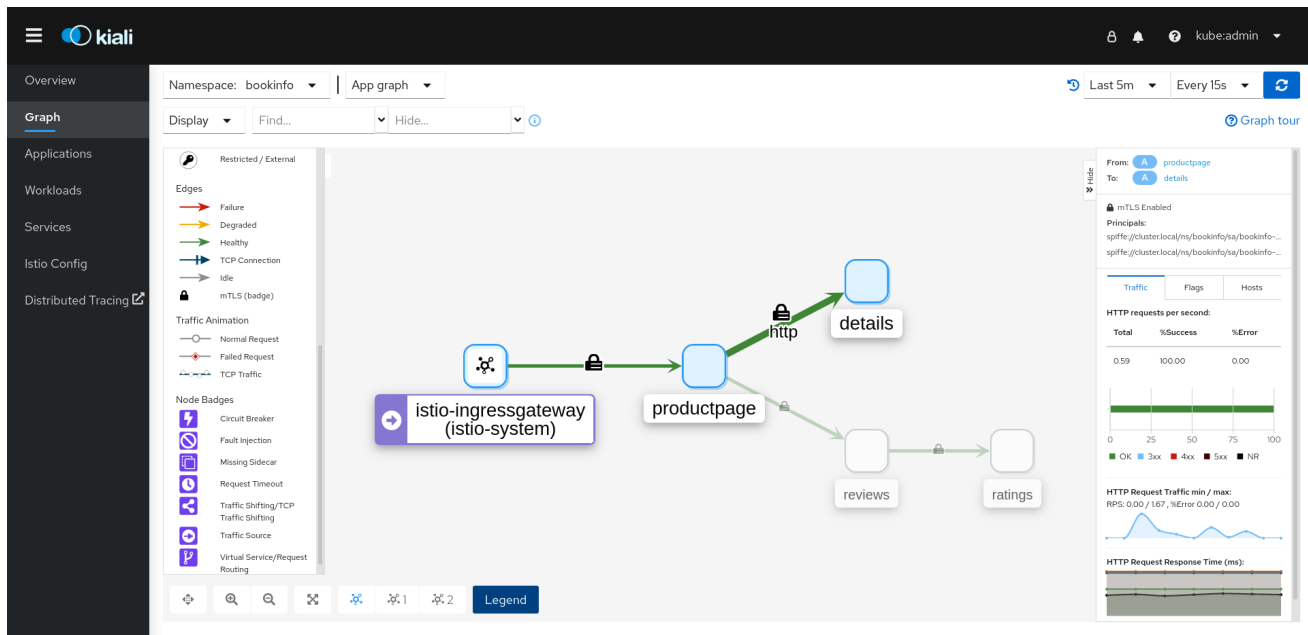 kiali
kube:admin
Overview
Graph
Applications
Workloads
Services
Istio Config
Distributed Tracing
Namespace: bookinfo
App graph
Last 5m
Every 15s
Display
Find...
Hide...
Graph tour
Restricted / External
Edges
Failure
Degraded
Healthy
TCP Connection
Idle
mTLS (badge)
Traffic Animation
Normal Request
Failed Request
TCP Traffic
Node Badges
Circuit Breaker
Fault Injection
Missing Sidecar
Request Timeout
Traffic Shifting/TCP
Traffic Shifting
Traffic Source
Virtual Service/Request
Routing
1
2
Legend
istio-ingressgateway
(istio-system)
productpage
http
details
reviews
ratings
Hide
From: A productpage
To: A details
mTLS Enabled
Principals:
spiffe://cluster.local/ns/bookinfo/sa/bookinfo-...
spiffe://cluster.local/ns/bookinfo/sa/bookinfo-...
Traffic Flags Hosts
HTTP requests per second:
Total %Success %Error
0.59 100.00 0.00
0 25 50 75 100
OK 3xx 4xx 5xx NR
HTTP Request Traffic min / max:
RPS: 0.00 / 1.67 , %Error 0.00 / 0.00
HTTP Request Response Time (ms):